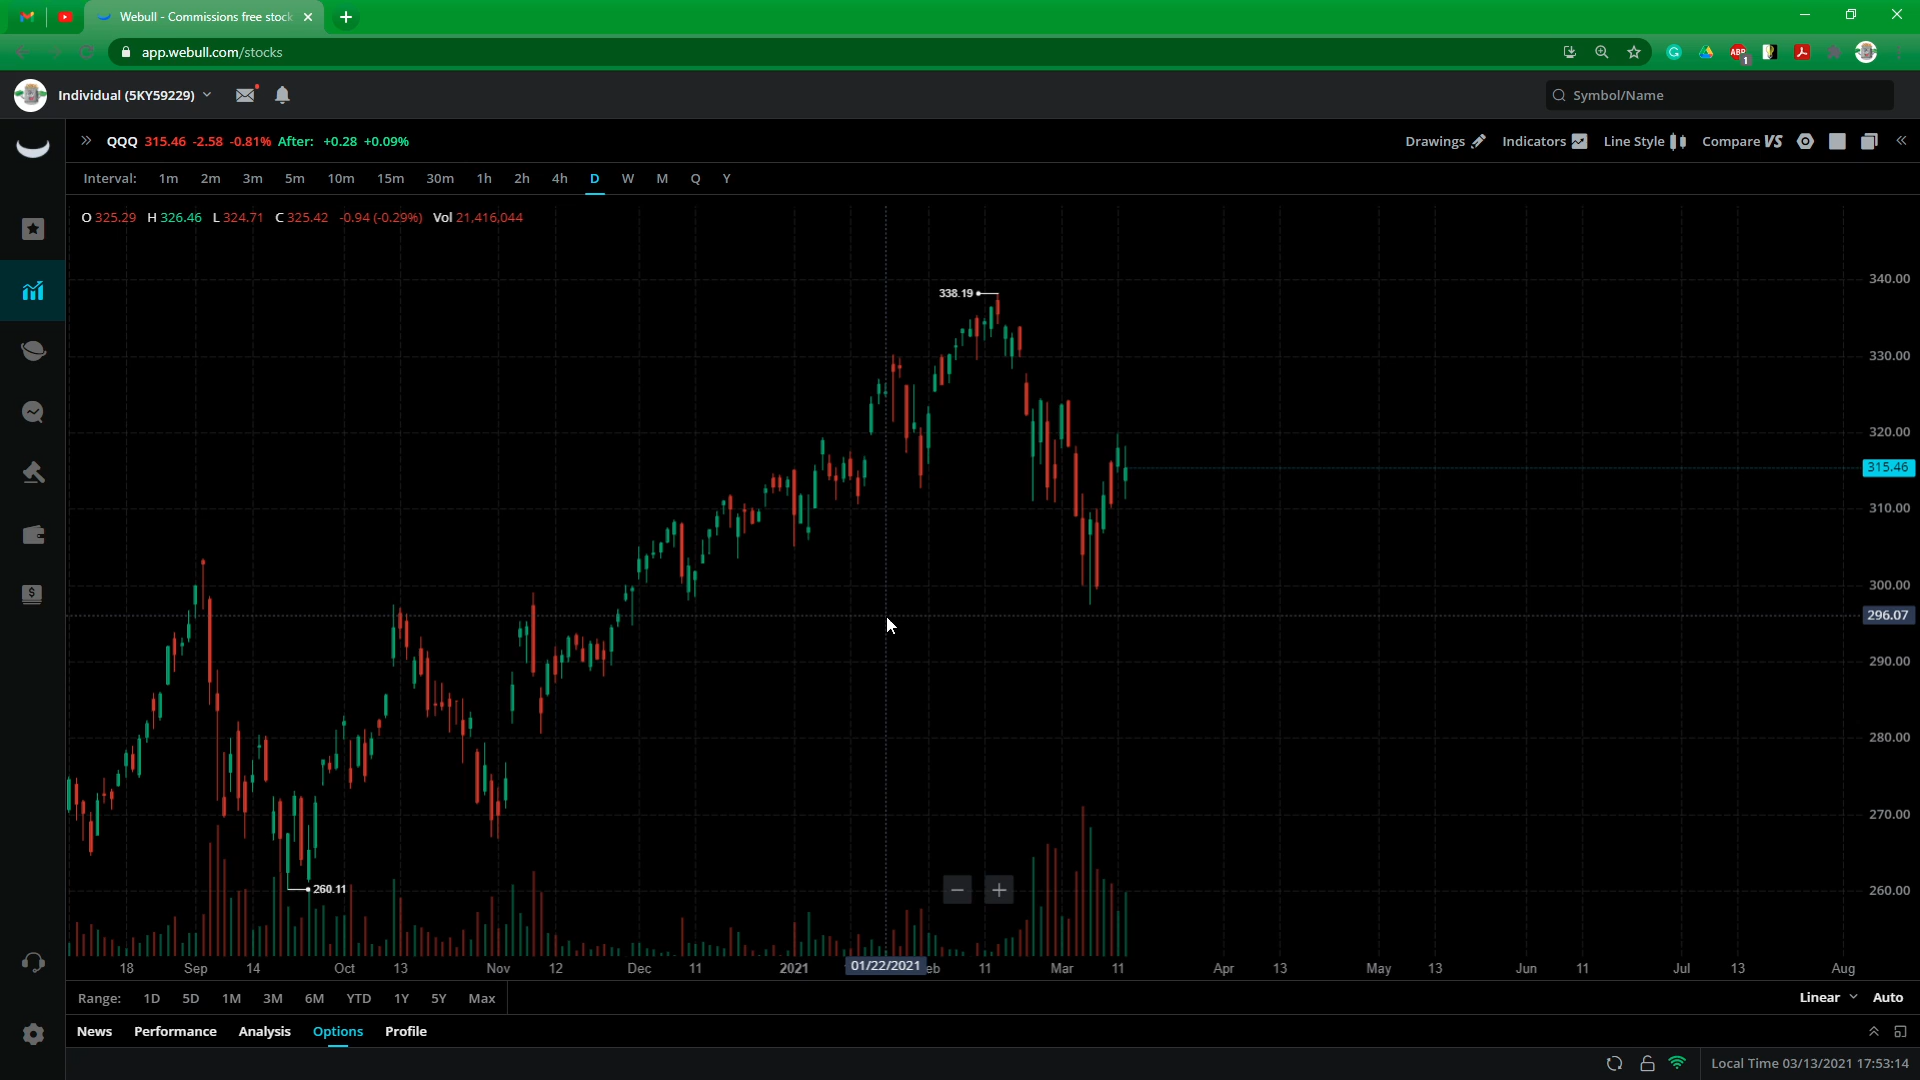 Webull - Commissions free stock
app.webull.com/stocks
ABP
1
Individual (5KY59229)
Symbol/Name
QQQ 315.46 -2.58 -0.81% After: +0.28 +0.09%
Drawings Indicators Line Style Compare VS
Interval: 1m 2m 3m 5m 10m 15m 30m 1h 2h 4h D W M Q Y
O 325.29 H 326.46 L 324.71 C 325.42 -0.94 (-0.29%) Vol 21,416,044
340.00
338.19
330.00
320.00
315.46
310.00
300.00
296.07
290.00
280.00
270.00
260.11
260.00
18 Sep 14 Oct 13 Nov 12 Dec 11 2021 01/22/2021 eb 11 Mar 11 Apr 13 May 13 Jun 11 Jul 13 Aug
Range: 1D 5D 1M 3M 6M YTD 1Y 5Y Max
Linear Auto
News Performance Analysis Options Profile
Local Time 03/13/2021 17:53:14